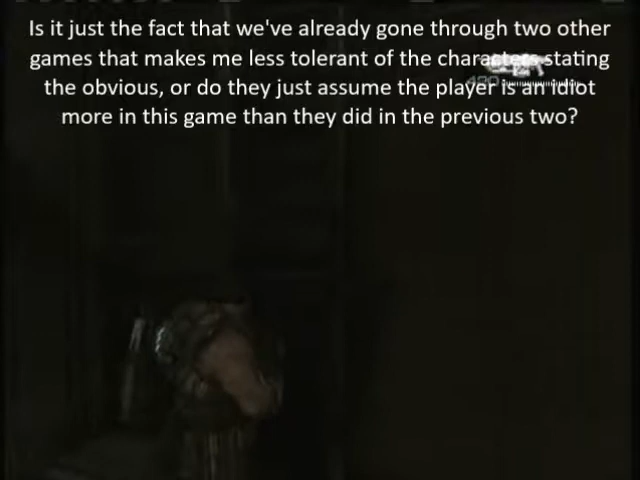 Is it just the fact that we've already gone through two other
games that makes me less tolerant of the characters stating
the obvious, or do they just assume the player is an idiot
more in this game than they did in the previous two?